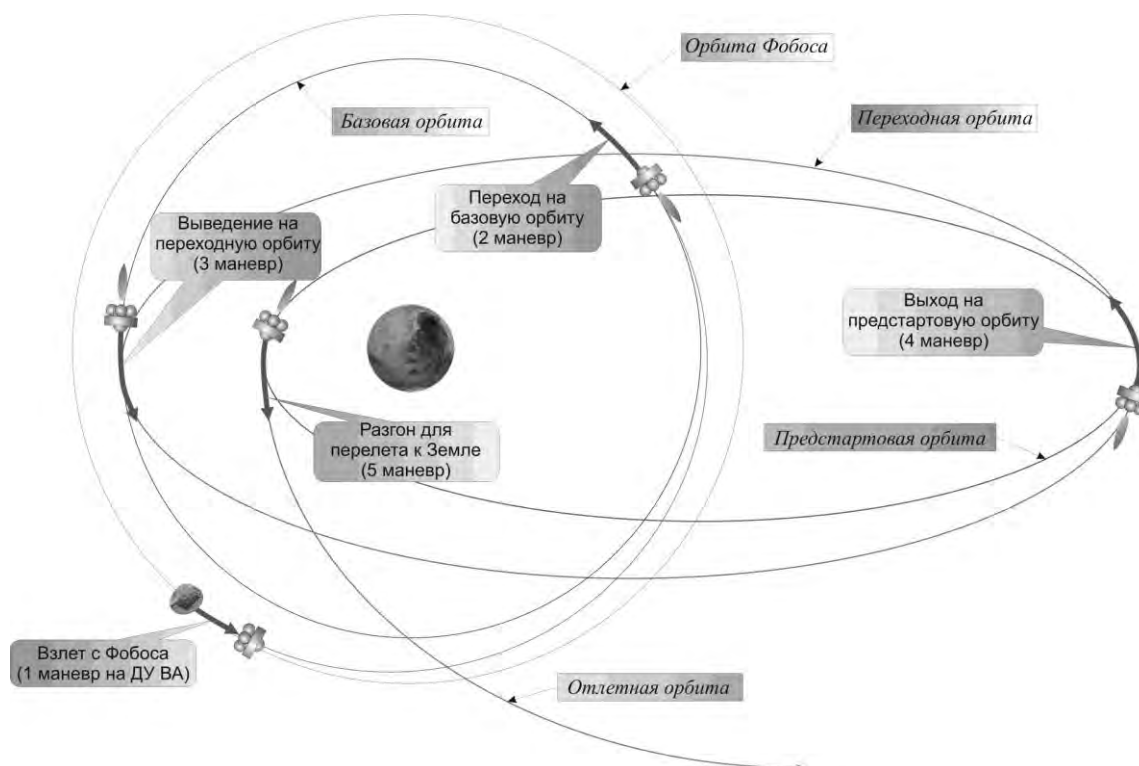 Орбита Фобоса
Базовая орбита
Переходная орбита
Переход на
базовую орбиту
(2 маневр)
Выведение на
переходную орбиту
(3 маневр)
Выход на
предстартовую орбиту
(4 маневр)
Разгон для
перелета к Земле
(5 маневр)
Предстартовая орбита
Взлет с Фобоса
(1 маневр на ДУ ВА)
Отлетная орбита